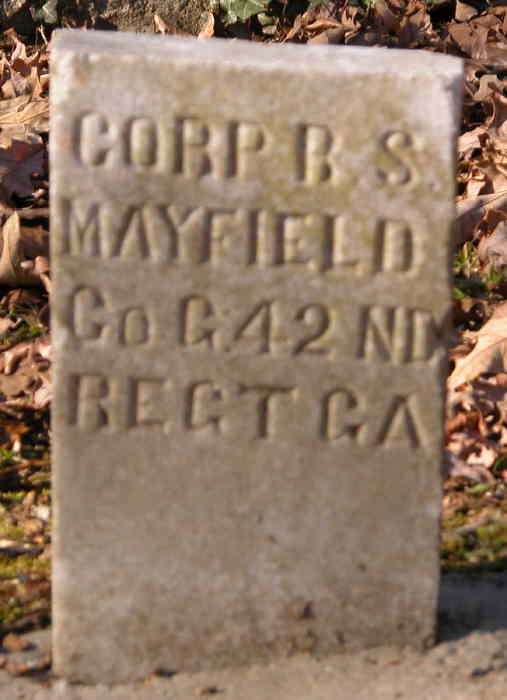 CORP B S.
MAYFIELD
Co G. 42 ND
REGT GA